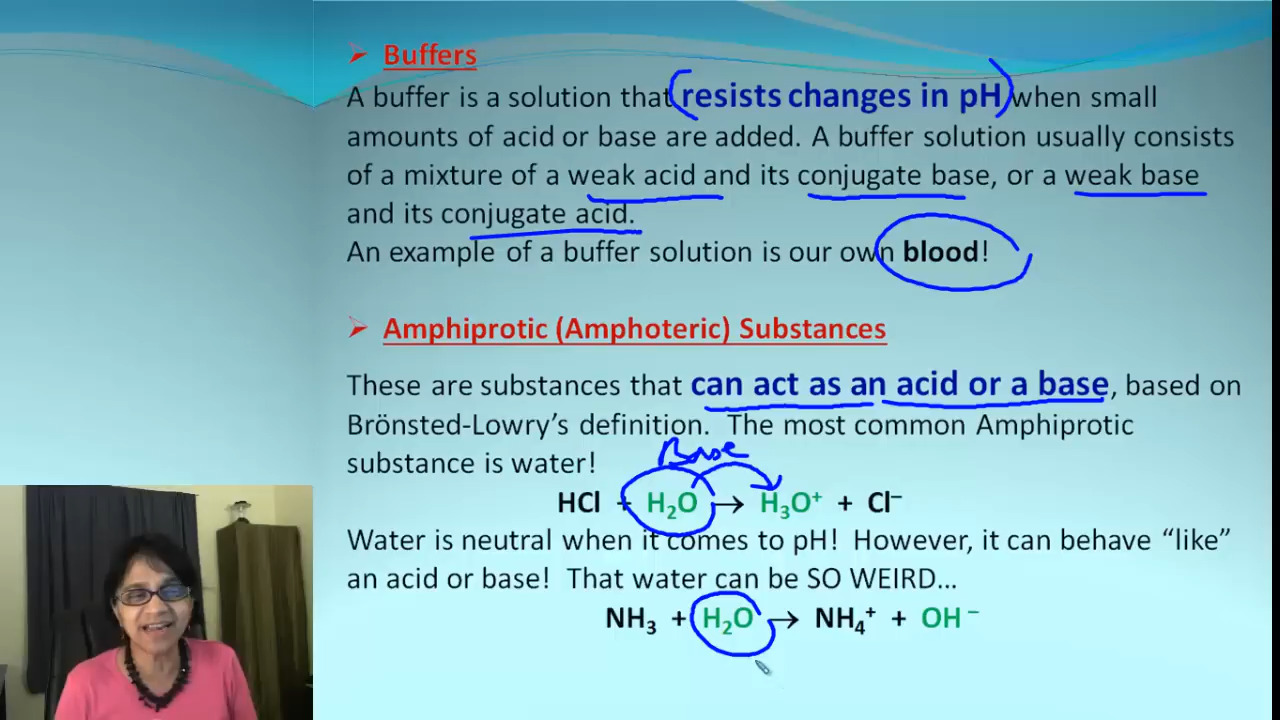 ➢ Buffers
A buffer is a solution that resists changes in pH when small
amounts of acid or base are added. A buffer solution usually consists
of a mixture of a weak acid and its conjugate base, or a weak base
and its conjugate acid.
An example of a buffer solution is our own blood!
➢ Amphiprotic (Amphoteric) Substances
These are substances that can act as an acid or a base, based on
Brönsted-Lowry’s definition. The most common Amphiprotic
substance is water!
Base
HCl + H₂O → H₃O⁺ + Cl⁻
Water is neutral when it comes to pH! However, it can behave “like”
an acid or base! That water can be SO WEIRD...
NH₃ + H₂O → NH₄⁺ + OH⁻